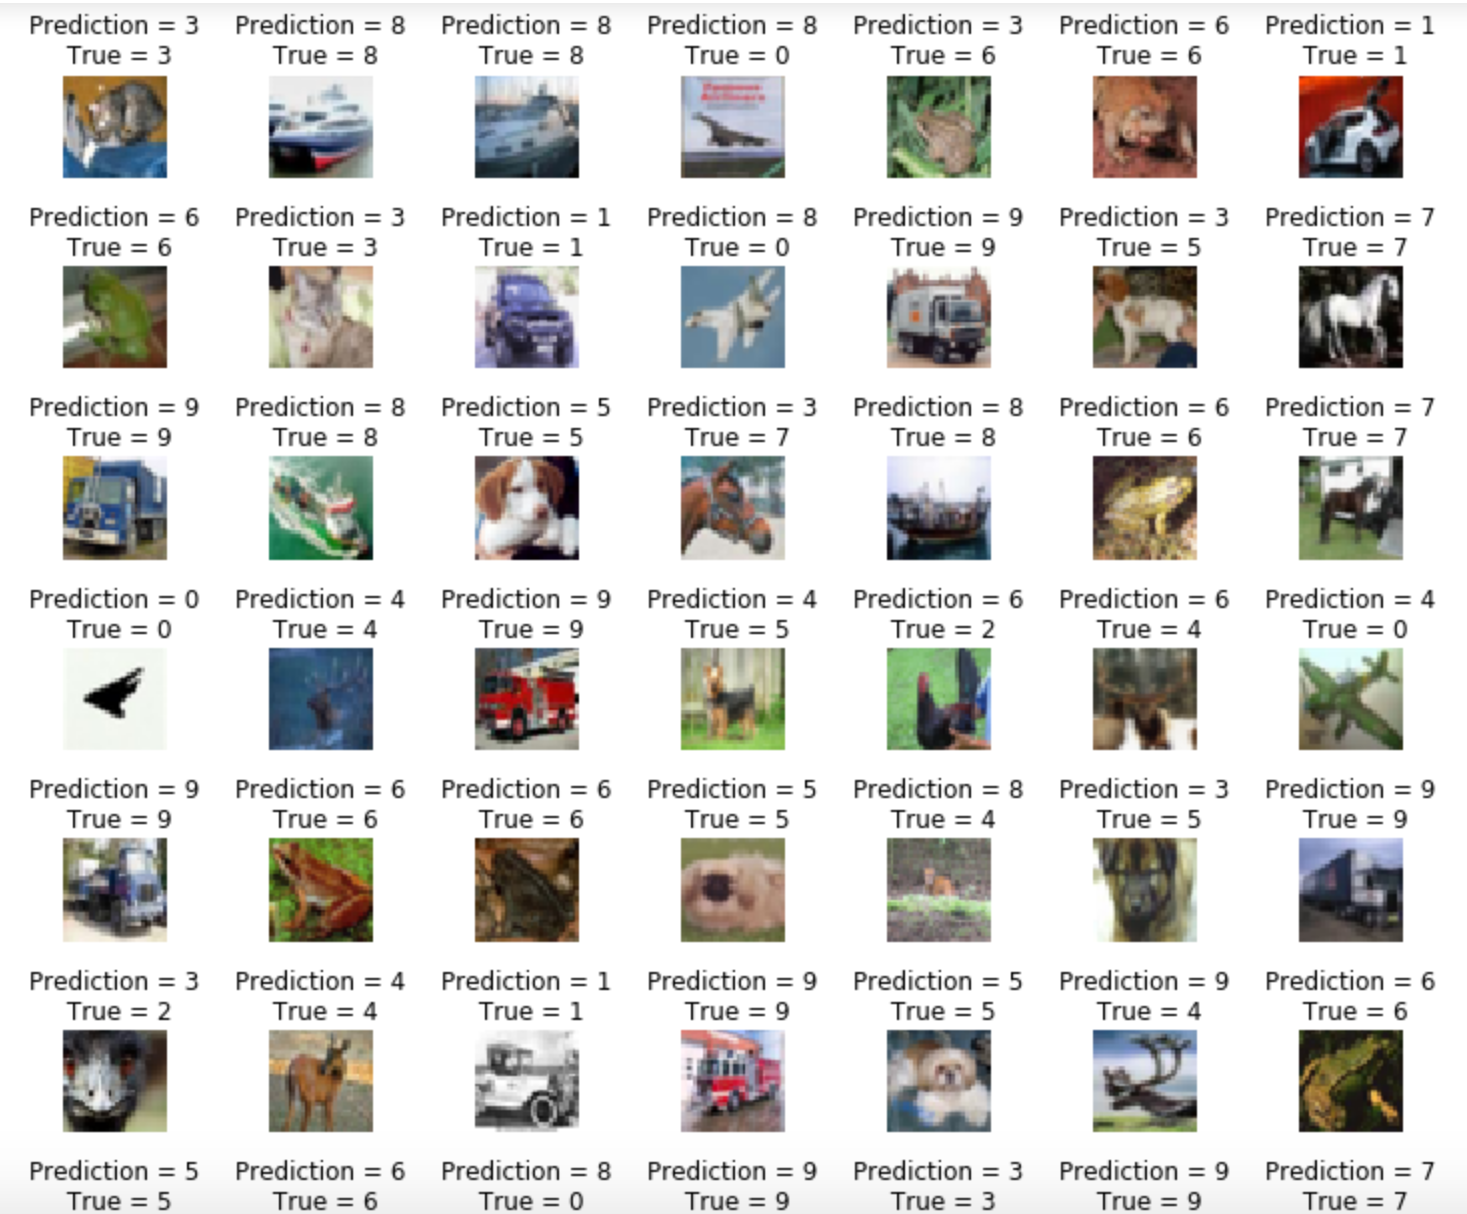 Prediction = 3 Prediction = 8 Prediction = 8 Prediction = 8 Prediction = 3 Prediction = 6 Prediction = 1
True = 3 True = 8 True = 8 True = 0 True = 6 True = 6 True = 1
Prediction = 6 Prediction = 3 Prediction = 1 Prediction = 8 Prediction = 9 Prediction = 3 Prediction = 7
True = 6 True = 3 True = 1 True = 0 True = 9 True = 5 True = 7
Prediction = 9 Prediction = 8 Prediction = 5 Prediction = 3 Prediction = 8 Prediction = 6 Prediction = 7
True = 9 True = 8 True = 5 True = 7 True = 8 True = 6 True = 7
Prediction = 0 Prediction = 4 Prediction = 9 Prediction = 4 Prediction = 6 Prediction = 6 Prediction = 4
True = 0 True = 4 True = 9 True = 5 True = 2 True = 4 True = 0
Prediction = 9 Prediction = 6 Prediction = 6 Prediction = 5 Prediction = 8 Prediction = 3 Prediction = 9
True = 9 True = 6 True = 6 True = 5 True = 4 True = 5 True = 9
Prediction = 3 Prediction = 4 Prediction = 1 Prediction = 9 Prediction = 5 Prediction = 9 Prediction = 6
True = 2 True = 4 True = 1 True = 9 True = 5 True = 4 True = 6
Prediction = 5 Prediction = 6 Prediction = 8 Prediction = 9 Prediction = 3 Prediction = 9 Prediction = 7
True = 5 True = 6 True = 0 True = 9 True = 3 True = 9 True = 7